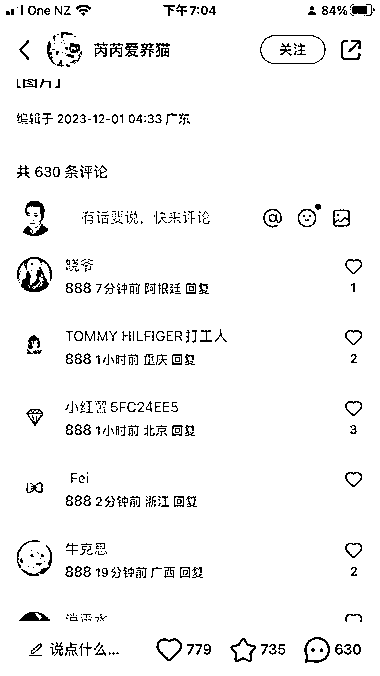 One NZ 下午7:04 84%
芮芮爱养猫 关注
编辑于 2023-12-01 04:33 广东
共 630 条评论
有话要说，快来评论
晓爷
888 7分钟前 阿根廷 回复
1
TOMMY HILFIGER打工人
888 1小时前 重庆 回复
2
小红薯5FC24EE5
888 1小时前 北京 回复
3
Fei
888 2分钟前 浙江 回复
牛克思
888 19分钟前 广西 回复
2
说点什么... 779 735 630